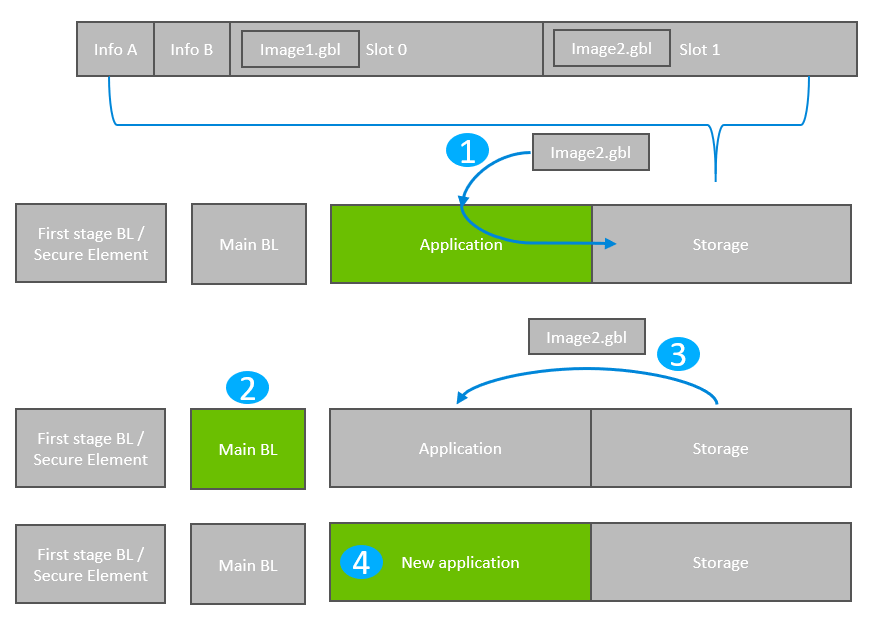 Info A
Info B
Image1.gbl
Slot 0
Image2.gbl
Slot 1
1
Image2.gbl
First stage BL /
Secure Element
Main BL
Application
Storage
Image2.gbl
3
2
First stage BL /
Secure Element
Main BL
Application
Storage
First stage BL /
Secure Element
Main BL
4
New application
Storage